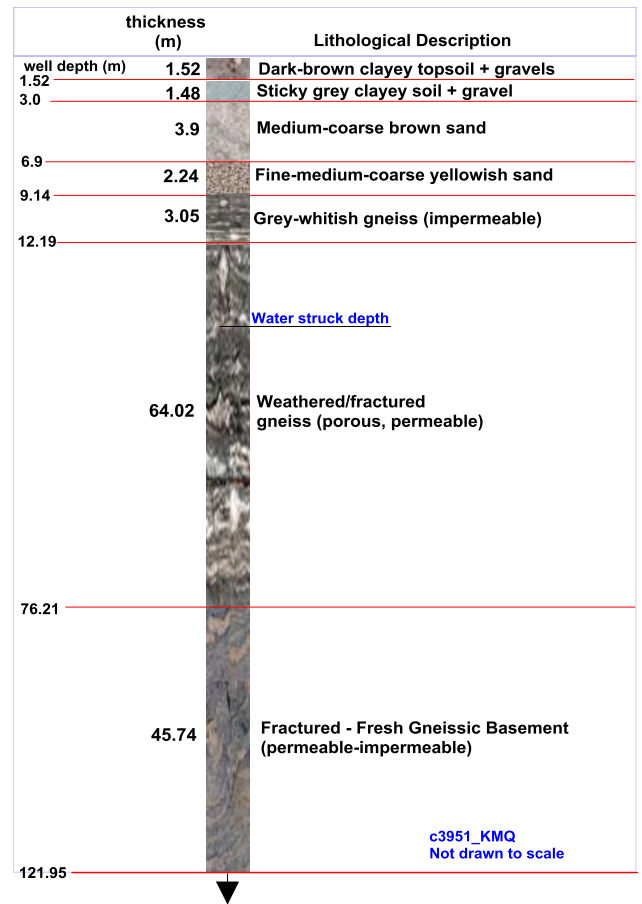 thickness
(m)
Lithological Description
well depth (m)
1.52
Dark-brown clayey topsoil + gravels
1.52
1.48
Sticky grey clayey soil + gravel
3.0
3.9
Medium-coarse brown sand
6.9
2.24
Fine-medium-coarse yellowish sand
9.14
3.05
Grey-whitish gneiss (impermeable)
12.19
Water struck depth
64.02
Weathered/fractured
gneiss (porous, permeable)
76.21
45.74
Fractured - Fresh Gneissic Basement
(permeable-impermeable)
c3951_KMQ
Not drawn to scale
121.95